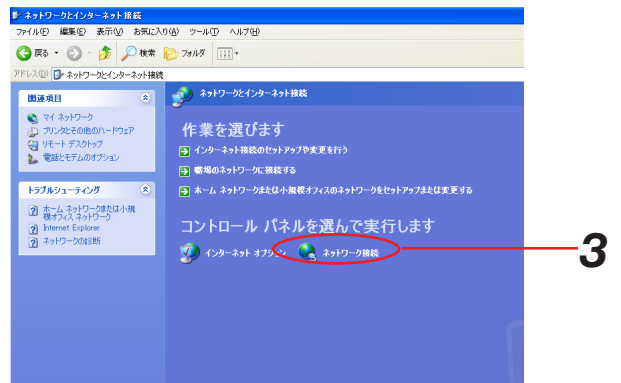 ネットワークとインターネット接続
ファイル(F) 編集(E) 表示(V) お気に入り(A) ツール(T) ヘルプ(H)
戻る 検索 フォルダ
アドレス(D) ネットワークとインターネット接続
関連項目
マイ ネットワーク
プリンタとその他のハードウェア
リモート デスクトップ
電話とモデムのオプション
トラブルシューティング
ホーム ネットワークまたは小規
模オフィス ネットワーク
Internet Explorer
ネットワークの診断
ネットワークとインターネット接続
作業を選びます
インターネット接続のセットアップや変更を行う
職場のネットワークに接続する
ホーム ネットワークまたは小規模オフィスのネットワークをセットアップまたは変更する
コントロール パネルを選んで実行します
インターネット オプション ネットワーク接続
3